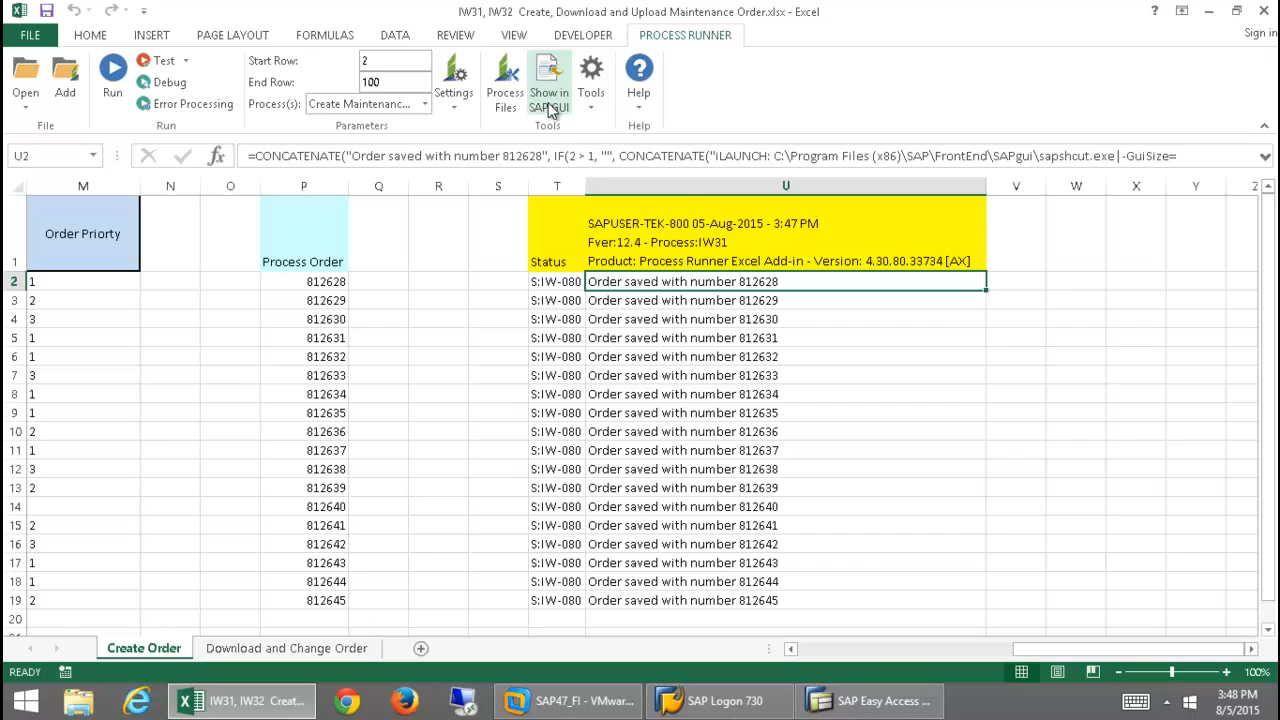 IW31, IW32 Create, Download and Upload Maintenance Order.xlsx - Excel
FILE HOME INSERT PAGE LAYOUT FORMULAS DATA REVIEW VIEW DEVELOPER PROCESS RUNNER Sign in
Open Add Run Test Debug Error Processing
Start Row: 2
End Row: 100
Process(s): Create Maintenanc...
Settings Process Files Show in SAP GUI Tools Help
File Run Parameters Tools Help
U2 fx =CONCATENATE("Order saved with number 812628", IF(2 > 1, "", CONCATENATE("iLAUNCH: C:\Program Files (x86)\SAP\FrontEnd\SAPgui\sapshcut.exe|-GuiSize=
M N O P Q R S T U V W X Y Z
SAPUSER-TEK-800 05-Aug-2015 - 3:47 PM
Order Priorty
Fver:12.4 - Process:IW31
1 Process Order Status Product: Process Runner Excel Add-in - Version: 4.30.80.33734 [AX]
2 1 812628 S:IW-080 Order saved with number 812628
3 2 812629 S:IW-080 Order saved with number 812629
4 3 812630 S:IW-080 Order saved with number 812630
5 1 812631 S:IW-080 Order saved with number 812631
6 1 812632 S:IW-080 Order saved with number 812632
7 3 812633 S:IW-080 Order saved with number 812633
8 1 812634 S:IW-080 Order saved with number 812634
9 1 812635 S:IW-080 Order saved with number 812635
10 2 812636 S:IW-080 Order saved with number 812636
11 1 812637 S:IW-080 Order saved with number 812637
12 3 812638 S:IW-080 Order saved with number 812638
13 2 812639 S:IW-080 Order saved with number 812639
14 812640 S:IW-080 Order saved with number 812640
15 2 812641 S:IW-080 Order saved with number 812641
16 3 812642 S:IW-080 Order saved with number 812642
17 1 812643 S:IW-080 Order saved with number 812643
18 1 812644 S:IW-080 Order saved with number 812644
19 2 812645 S:IW-080 Order saved with number 812645
20
Create Order Download and Change Order
READY 100%
IW31, IW32 Creat... SAP47_FI - VMwar... SAP Logon 730 SAP Easy Access ... 3:48 PM
8/5/2015